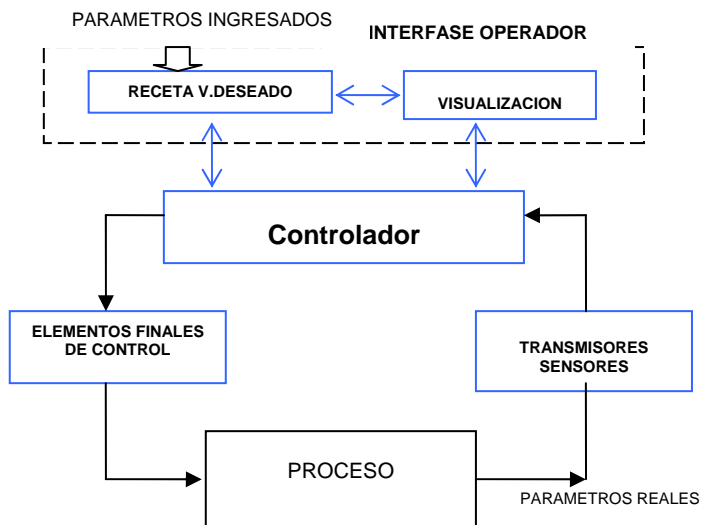 PARAMETROS INGRESADOS
INTERFASE OPERADOR
RECETA V.DESEADO
VISUALIZACION
Controlador
ELEMENTOS FINALES
DE CONTROL
TRANSMISORES
SENSORES
PROCESO
PARAMETROS REALES